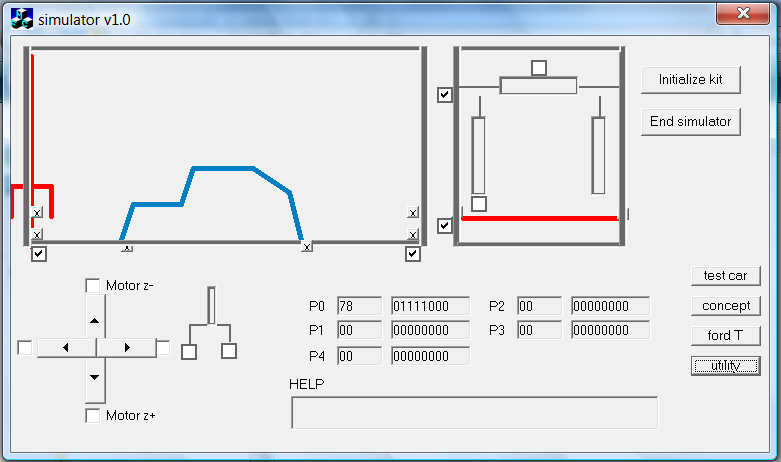 simulator v1.0
Initialize kit
End simulator
x
x
x
x
x
x
test car
Motor z-
concept
P0 78 01111000 P2 00 00000000
P1 00 00000000 P3 00 00000000
ford T
P4 00 00000000
utility
HELP
Motor z+